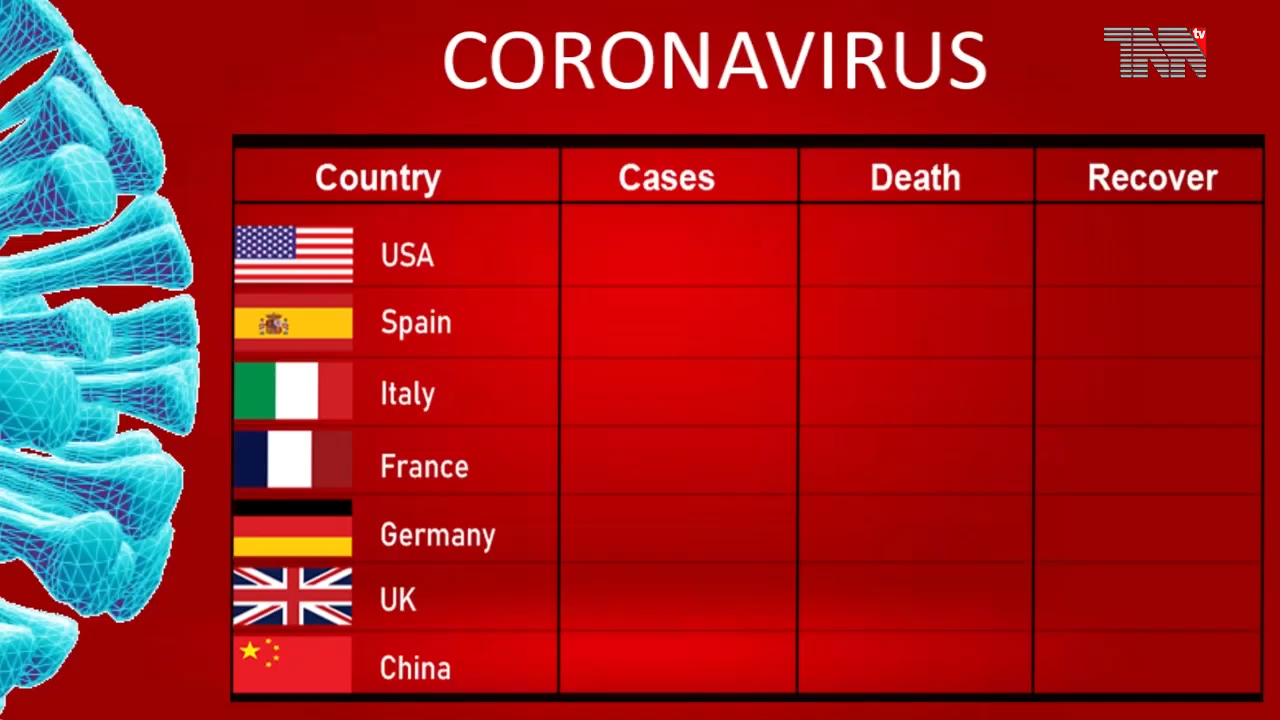 CORONAVIRUS
TNN tv
Country Cases Death Recover
USA
Spain
Italy
France
Germany
UK
China